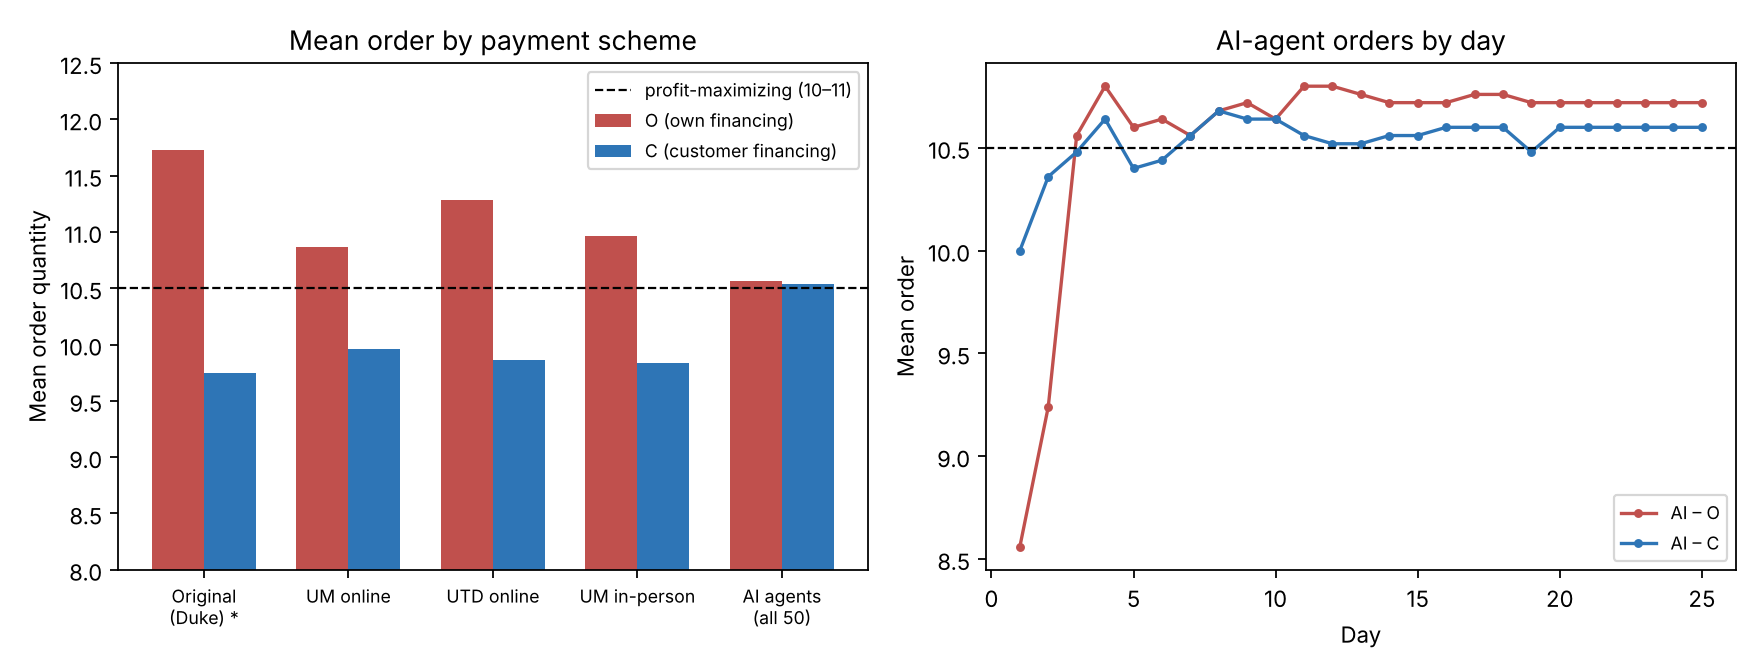 Mean order by payment scheme
Mean order quantity
12.5
12.0
11.5
11.0
10.5
10.0
9.5
9.0
8.5
8.0
profit-maximizing (10–11)
O (own financing)
C (customer financing)
Original
(Duke) *
UM online
UTD online
UM in-person
AI agents
(all 50)
AI-agent orders by day
Mean order
10.5
10.0
9.5
9.0
8.5
AI – O
AI – C
0
5
10
15
20
25
Day